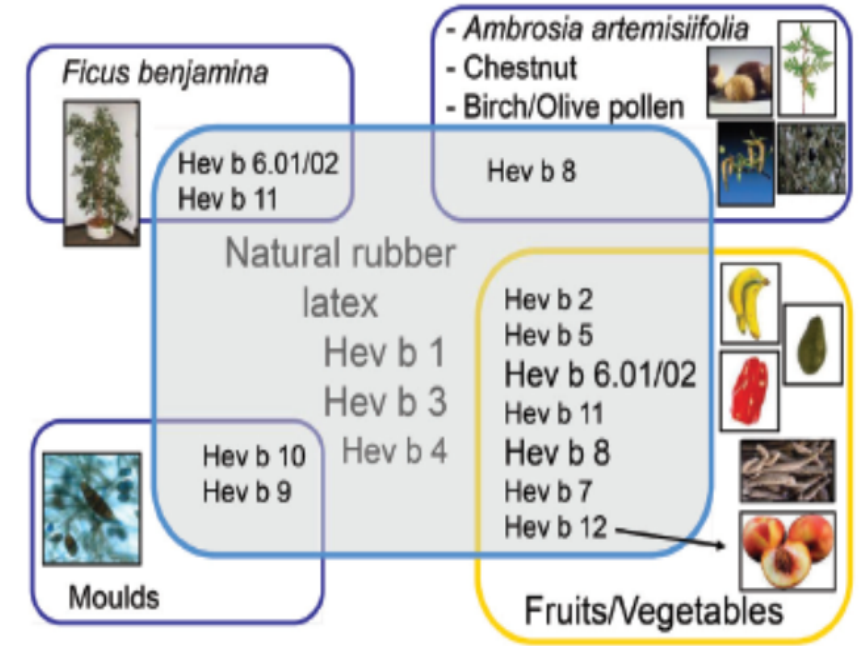 Ficus benjamina
- Ambrosia artemisiifolia
- Chestnut
- Birch/Olive pollen
Hev b 6.01/02
Hev b 11
Hev b 8
Natural rubber
latex
Hev b 1
Hev b 3
Hev b 4
Hev b 2
Hev b 5
Hev b 6.01/02
Hev b 11
Hev b 8
Hev b 7
Hev b 12
Hev b 10
Hev b 9
Moulds
Fruits/Vegetables